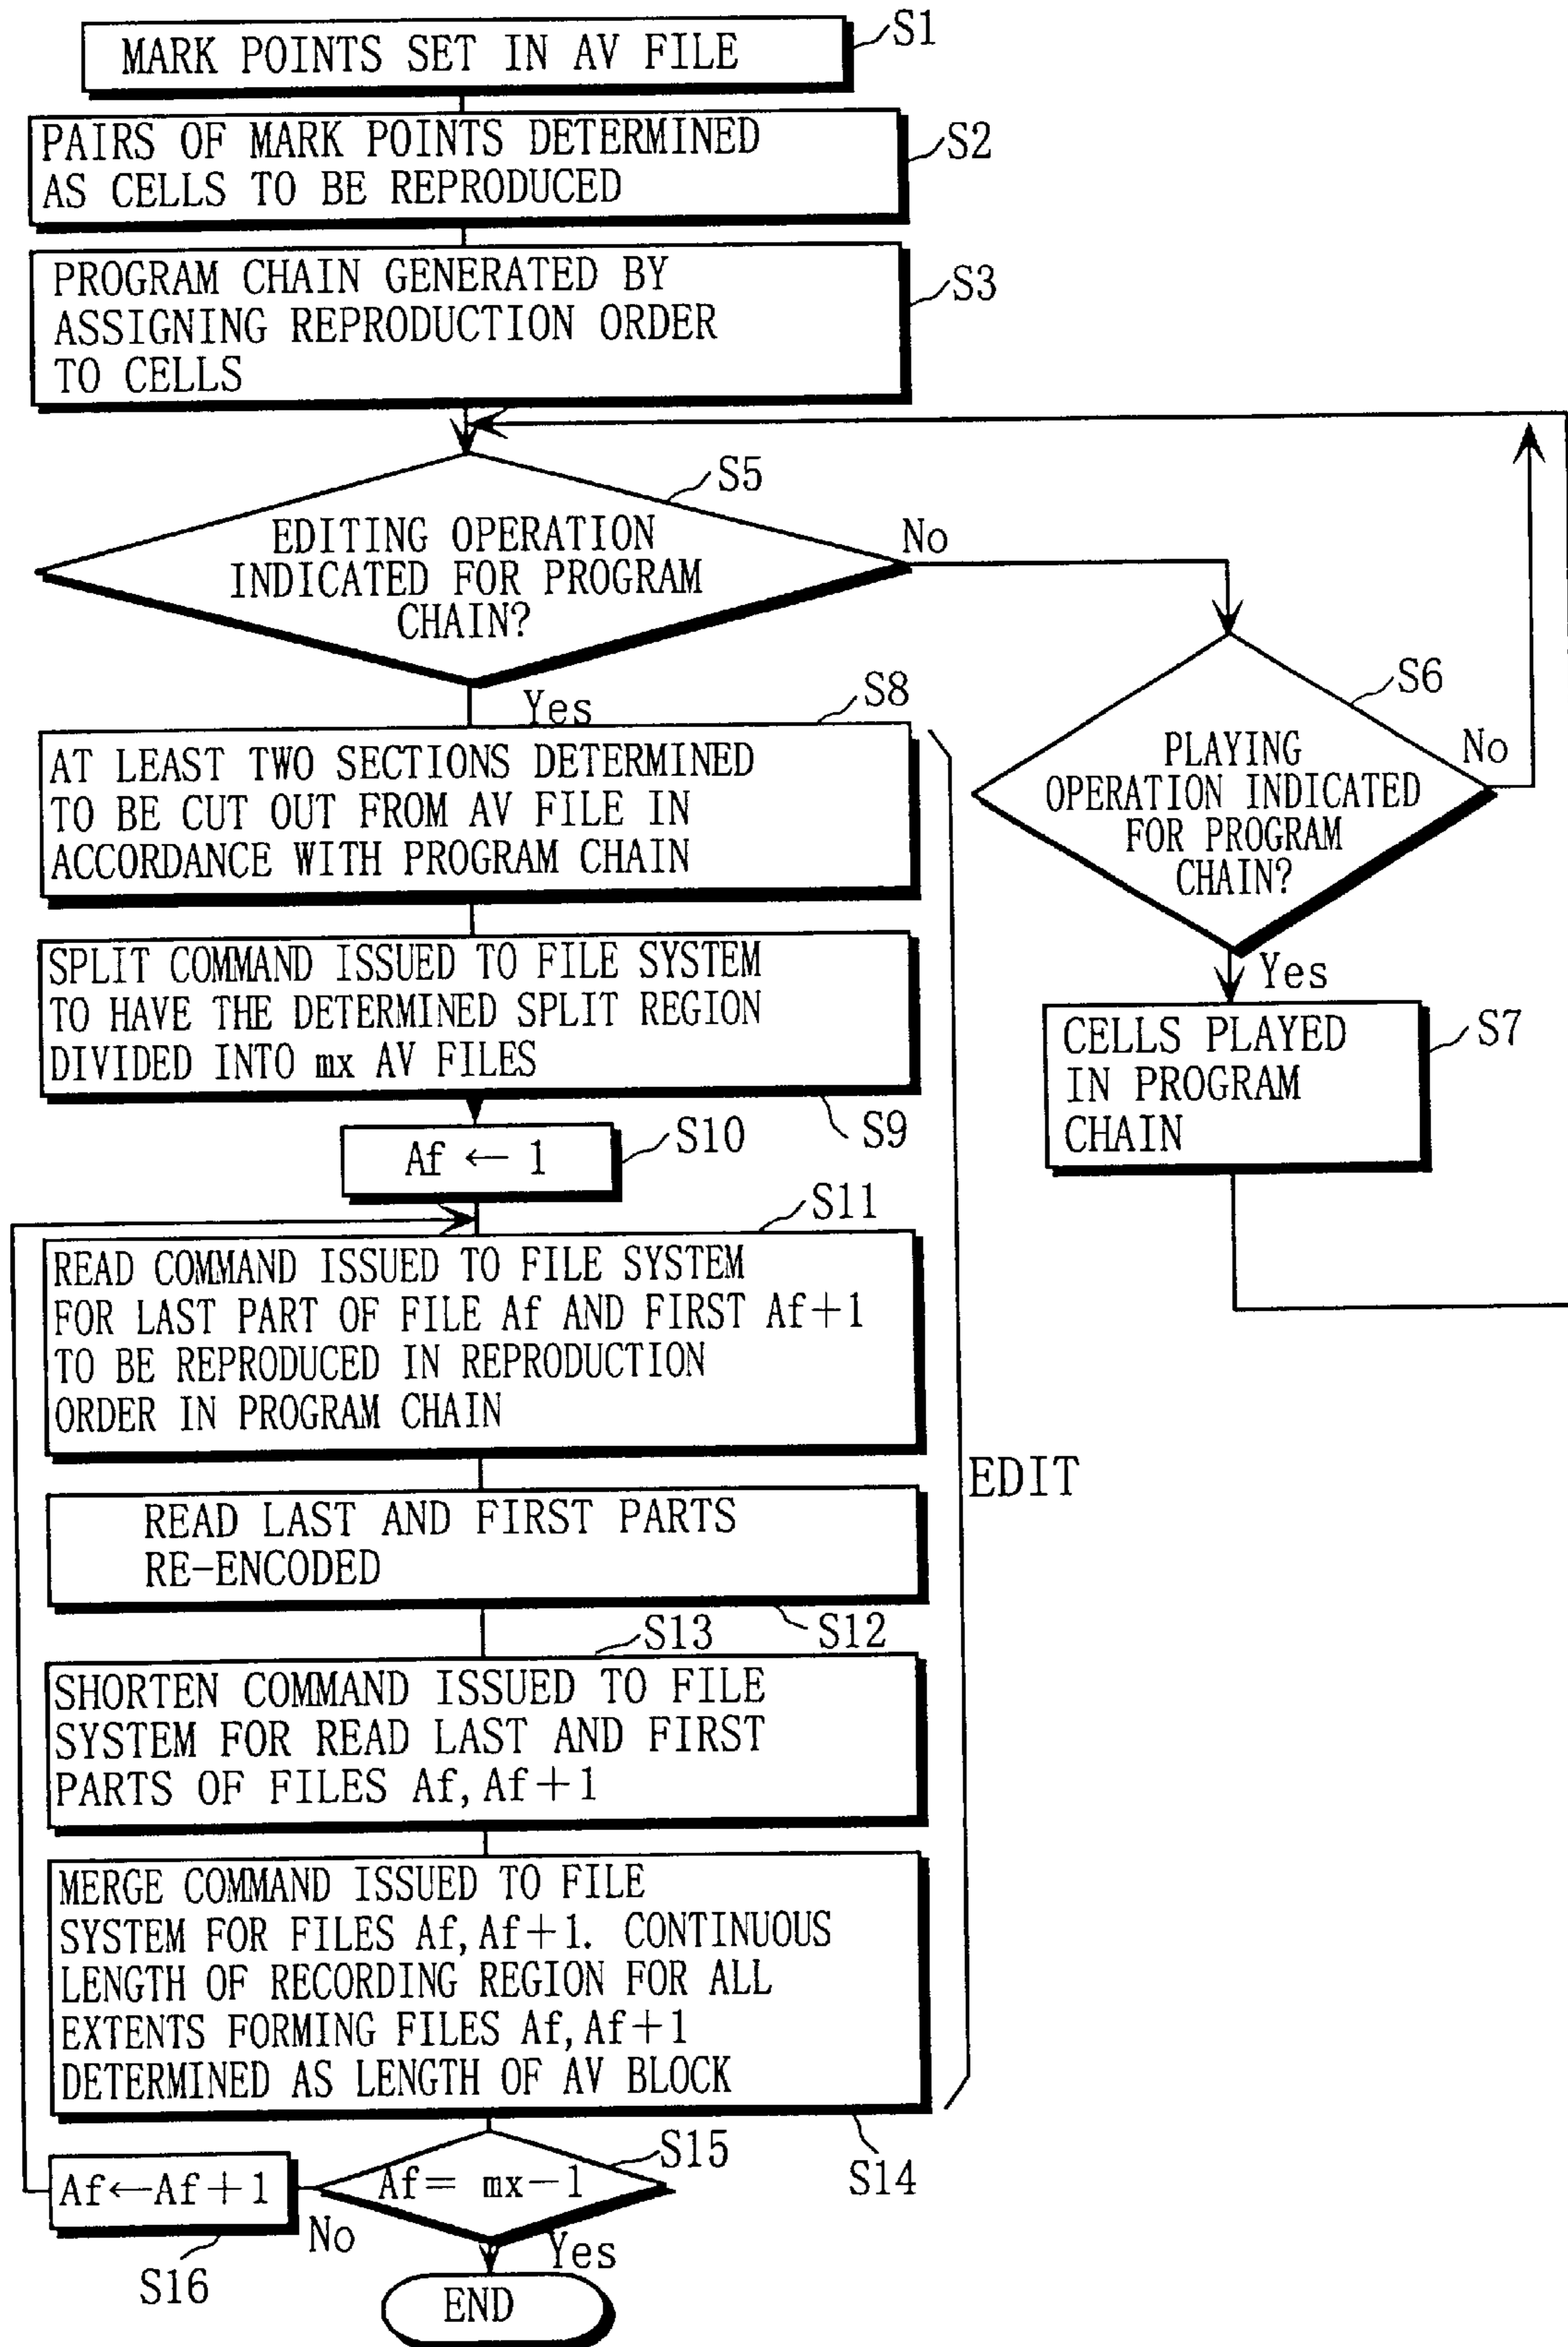 MARK POINTS SET IN AV FILE
S1
PAIRS OF MARK POINTS DETERMINED
AS CELLS TO BE REPRODUCED
S2
PROGRAM CHAIN GENERATED BY
ASSIGNING REPRODUCTION ORDER
TO CELLS
S3
S5
EDITING OPERATION
INDICATED FOR PROGRAM
CHAIN?
No
Yes
S6
PLAYING
OPERATION INDICATED
FOR PROGRAM
CHAIN?
No
Yes
CELLS PLAYED
IN PROGRAM
CHAIN
S7
S8
AT LEAST TWO SECTIONS DETERMINED
TO BE CUT OUT FROM AV FILE IN
ACCORDANCE WITH PROGRAM CHAIN
SPLIT COMMAND ISSUED TO FILE SYSTEM
TO HAVE THE DETERMINED SPLIT REGION
DIVIDED INTO mx AV FILES
S9
Af ← 1
S10
S11
READ COMMAND ISSUED TO FILE SYSTEM
FOR LAST PART OF FILE Af AND FIRST Af+1
TO BE REPRODUCED IN REPRODUCTION
ORDER IN PROGRAM CHAIN
EDIT
READ LAST AND FIRST PARTS
RE-ENCODED
S12
S13
SHORTEN COMMAND ISSUED TO FILE
SYSTEM FOR READ LAST AND FIRST
PARTS OF FILES Af, Af+1
MERGE COMMAND ISSUED TO FILE
SYSTEM FOR FILES Af, Af+1. CONTINUOUS
LENGTH OF RECORDING REGION FOR ALL
EXTENTS FORMING FILES Af, Af+1
DETERMINED AS LENGTH OF AV BLOCK
S14
S15
Af= mx-1
Af←Af+1
No
S16
Yes
END